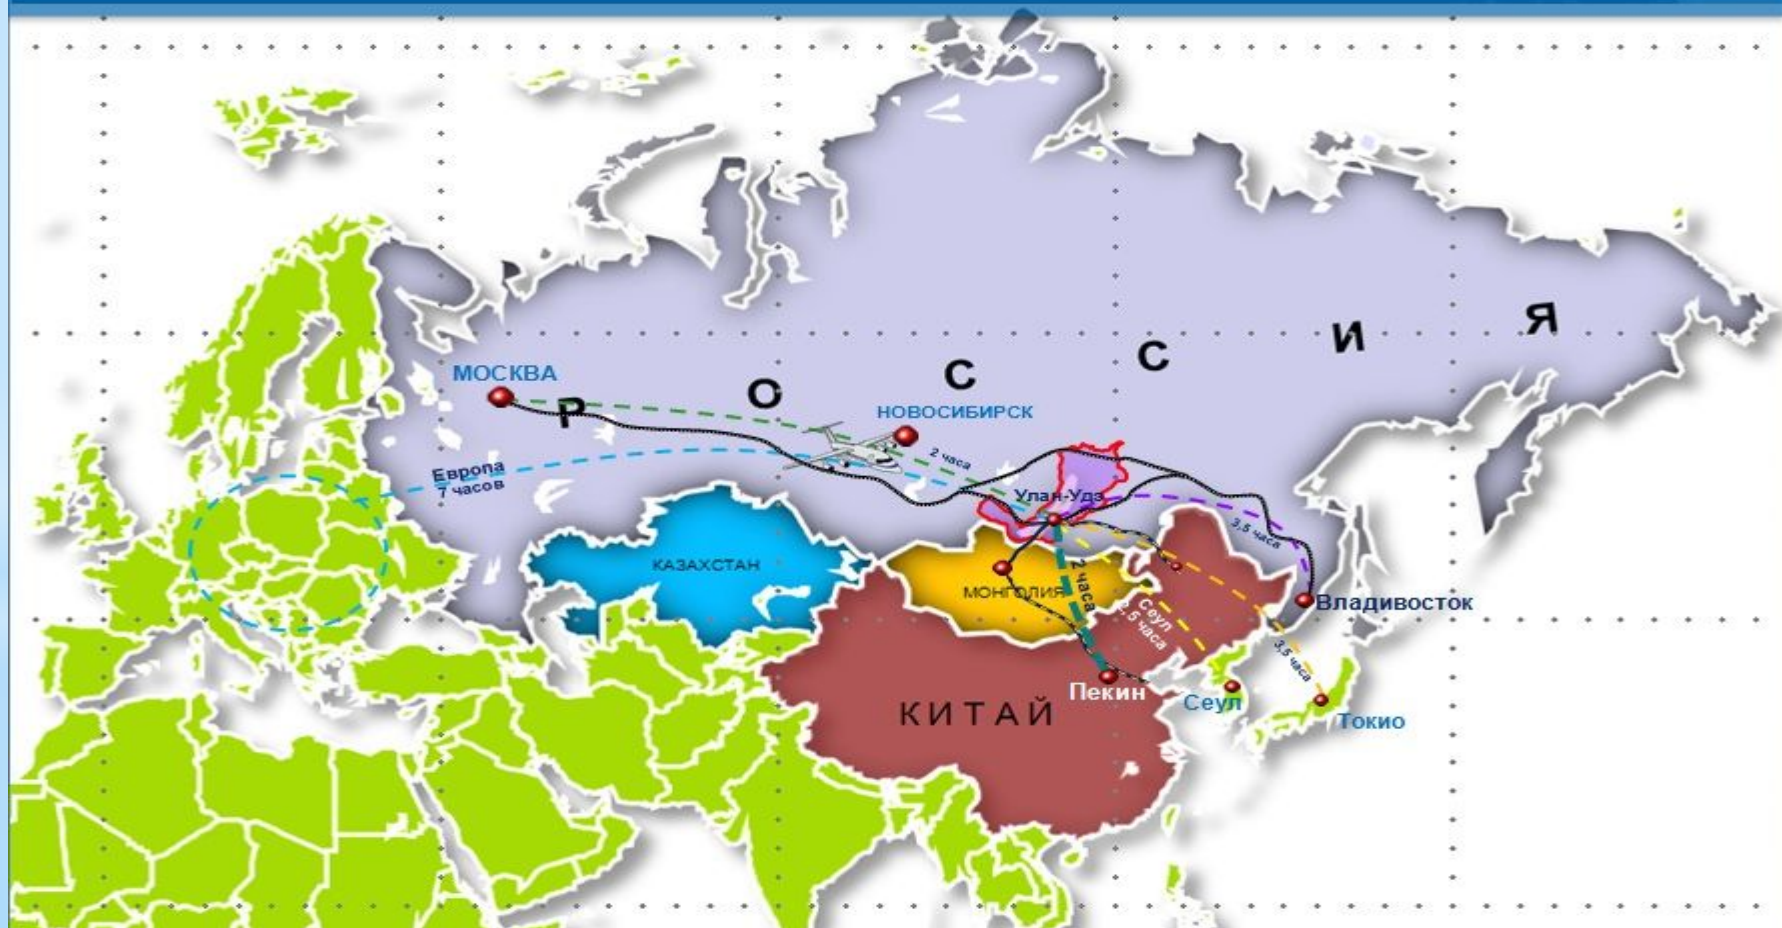 РОССИЯ
МОСКВА
НОВОСИБИРСК
2 часа
Европа
7 часов
Улан-Удэ
3,5 часа
КАЗАХСТАН
МОНГОЛИЯ
2 часа
Сеул
2,5 часа
Владивосток
3,5 часа
Пекин
Сеул
КИТАЙ
Токио